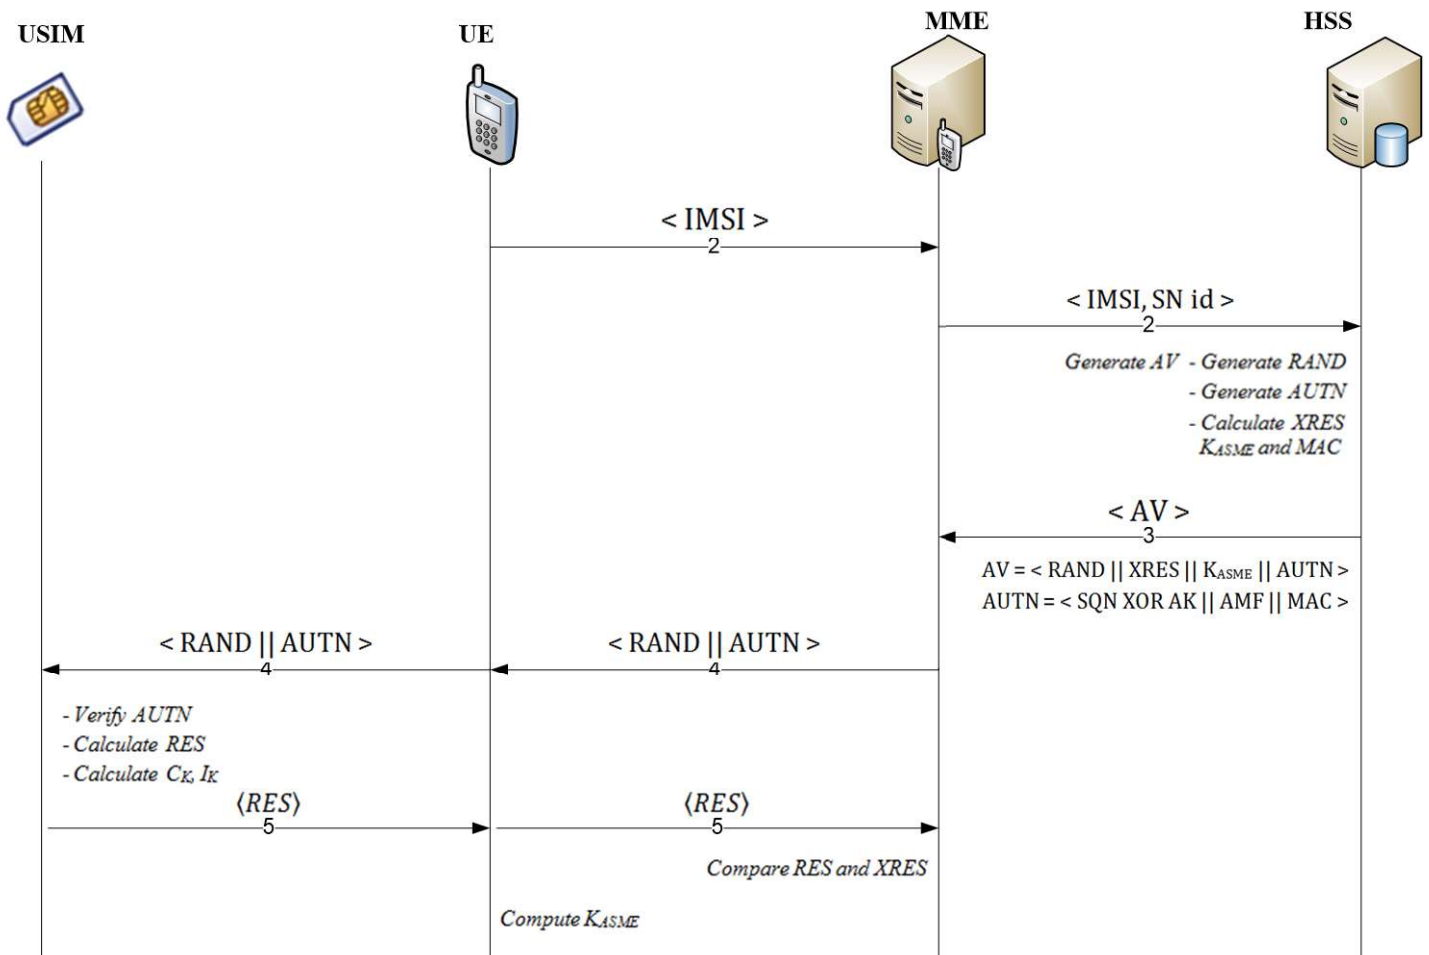 USIM
UE
MME
HSS
< IMSI >
2
< IMSI, SN id >
2
Generate AV - Generate RAND
- Generate AUTN
- Calculate XRES
KASME and MAC
< AV >
3
AV = < RAND || XRES || KASME || AUTN >
AUTN = < SQN XOR AK || AMF || MAC >
< RAND || AUTN >
4
< RAND || AUTN >
4
- Verify AUTN
- Calculate RES
- Calculate CK, IK
⟨RES⟩
5
⟨RES⟩
5
Compare RES and XRES
Compute KASME